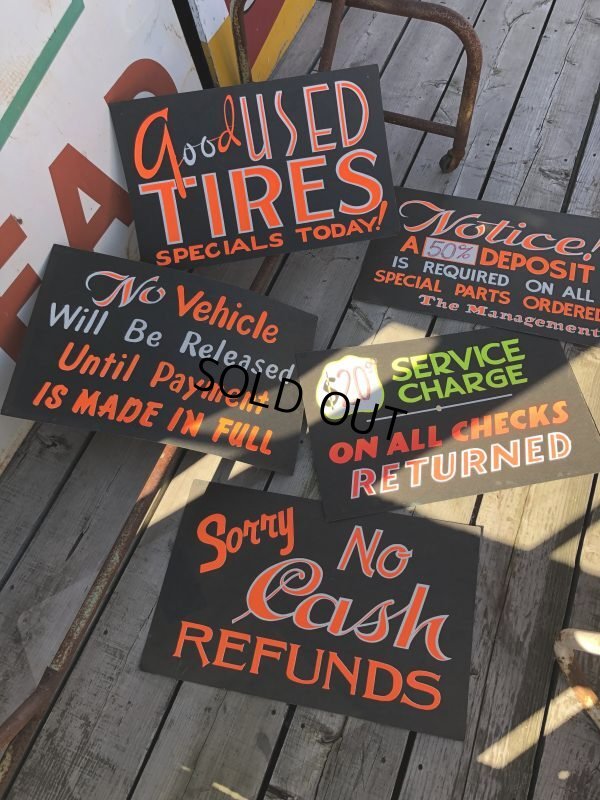 Good USED
TIRES
SPECIALS TODAY!
Notice!
A 50% DEPOSIT
IS REQUIRED ON ALL
SPECIAL PARTS ORDERED
The Management
No Vehicle
Will Be Released
Until Payment
IS MADE IN FULL
$20 SERVICE
CHARGE
ON ALL CHECKS
RETURNED
SOLD OUT
Sorry No
Cash
REFUNDS